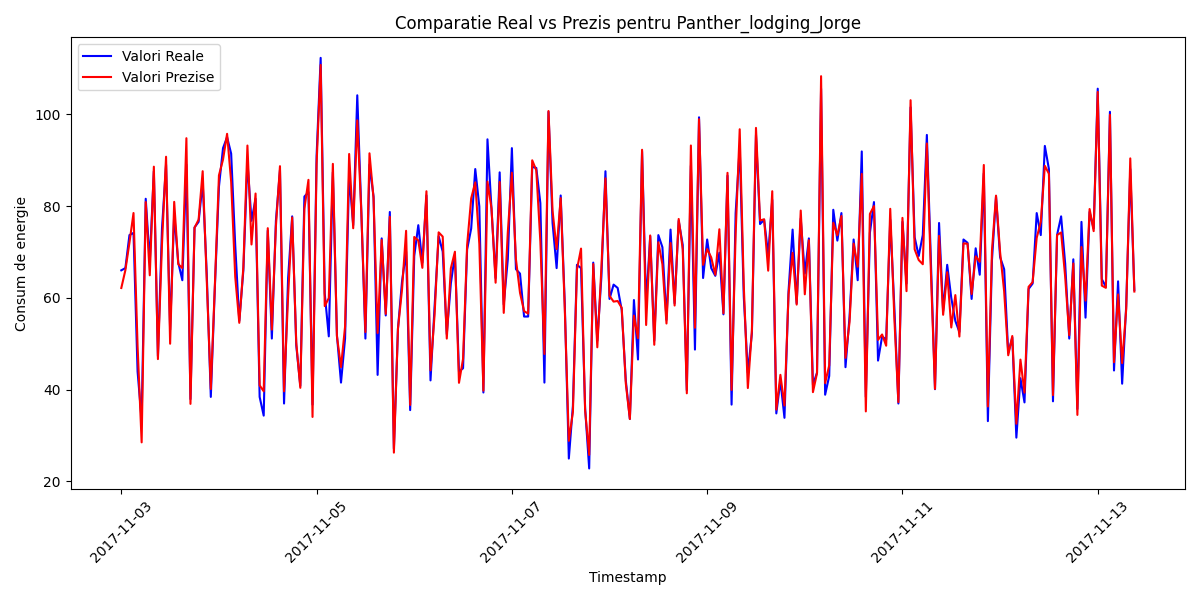 Comparatie Real vs Prezis pentru Panther_lodging_Jorge
Valori Reale
Valori Prezise
Consum de energie
100
80
60
40
20
2017-11-03
2017-11-05
2017-11-07
2017-11-09
2017-11-11
2017-11-13
Timestamp